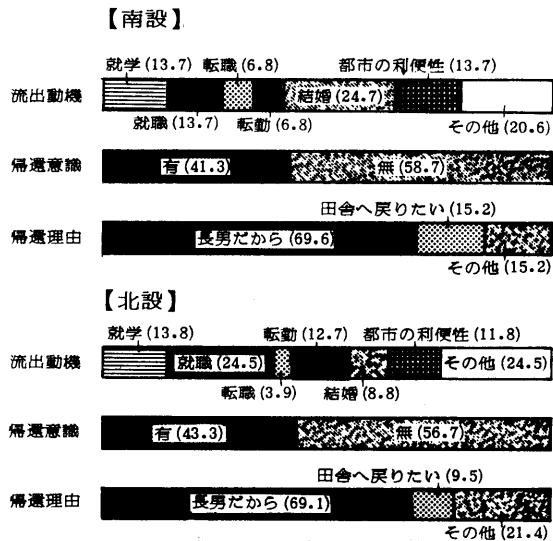 【南設】
就学(13.7) 転職(6.8) 都市の利便性(13.7)
流出動機 結婚(24.7)
就職(13.7) 転勤(6.8) その他(20.6)
帰還意識 有(41.3) 無(58.7)
田舎へ戻りたい(15.2)
帰還理由 長男だから(69.6)
その他(15.2)
【北設】
就学(13.8) 転勤(12.7) 都市の利便性(11.8)
流出動機 就職(24.5) その他(24.5)
転職(3.9) 結婚(8.8)
帰還意識 有(43.3) 無(56.7)
田舎へ戻りたい(9.5)
帰還理由 長男だから(69.1)
その他(21.4)